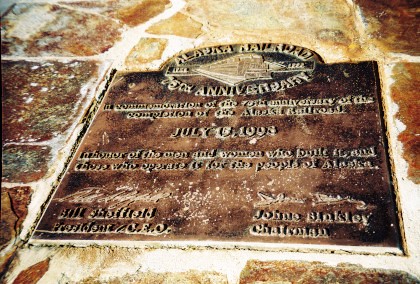 ALASKA RAILROAD
75TH ANNIVERSARY
In commemoration of the 75th anniversary of the
completion of the Alaska Railroad.
JULY 15, 1998
In honor of the men and women who built it, and
those who operate it for the people of Alaska.
Bill Sheffield
President/C.E.O.
Johne Binkley
Chairman